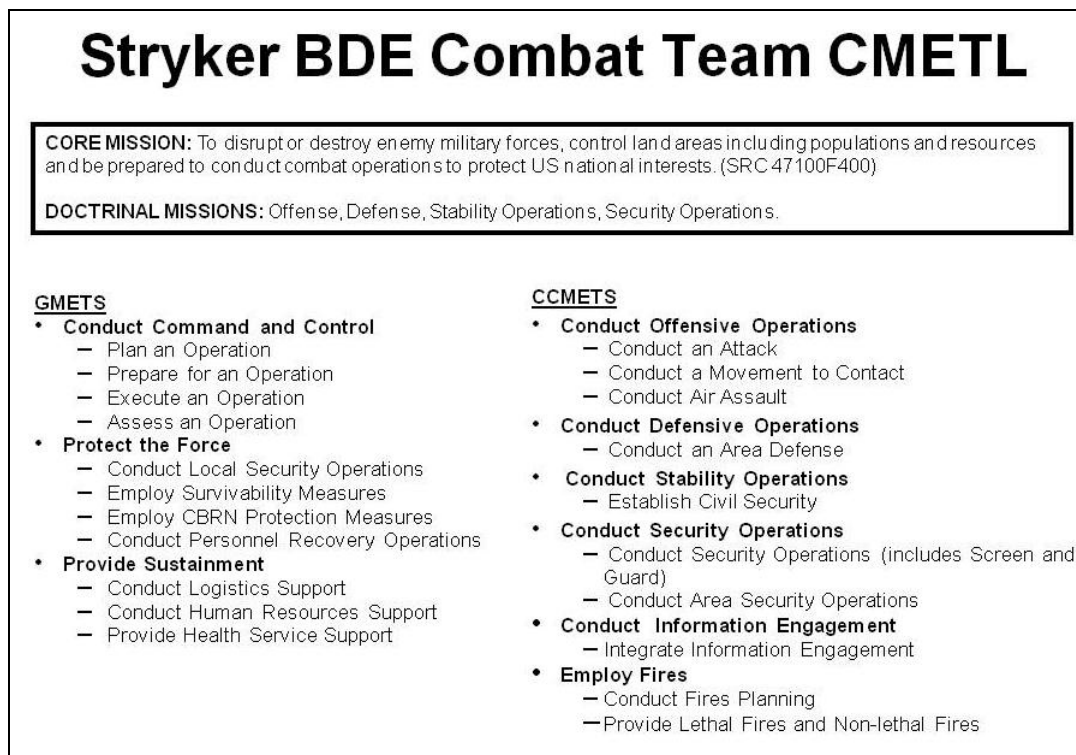 Stryker BDE Combat Team CMETL
CORE MISSION: To disrupt or destroy enemy military forces, control land areas including populations and resources
and be prepared to conduct combat operations to protect US national interests. (SRC 47100F400)
DOCTRINAL MISSIONS: Offense, Defense, Stability Operations, Security Operations.
GMETS
• Conduct Command and Control
– Plan an Operation
– Prepare for an Operation
– Execute an Operation
– Assess an Operation
• Protect the Force
– Conduct Local Security Operations
– Employ Survivability Measures
– Employ CBRN Protection Measures
– Conduct Personnel Recovery Operations
• Provide Sustainment
– Conduct Logistics Support
– Conduct Human Resources Support
– Provide Health Service Support
CCMETS
• Conduct Offensive Operations
– Conduct an Attack
– Conduct a Movement to Contact
– Conduct Air Assault
• Conduct Defensive Operations
– Conduct an Area Defense
• Conduct Stability Operations
– Establish Civil Security
• Conduct Security Operations
– Conduct Security Operations (includes Screen and
Guard)
– Conduct Area Security Operations
• Conduct Information Engagement
– Integrate Information Engagement
• Employ Fires
– Conduct Fires Planning
– Provide Lethal Fires and Non-lethal Fires